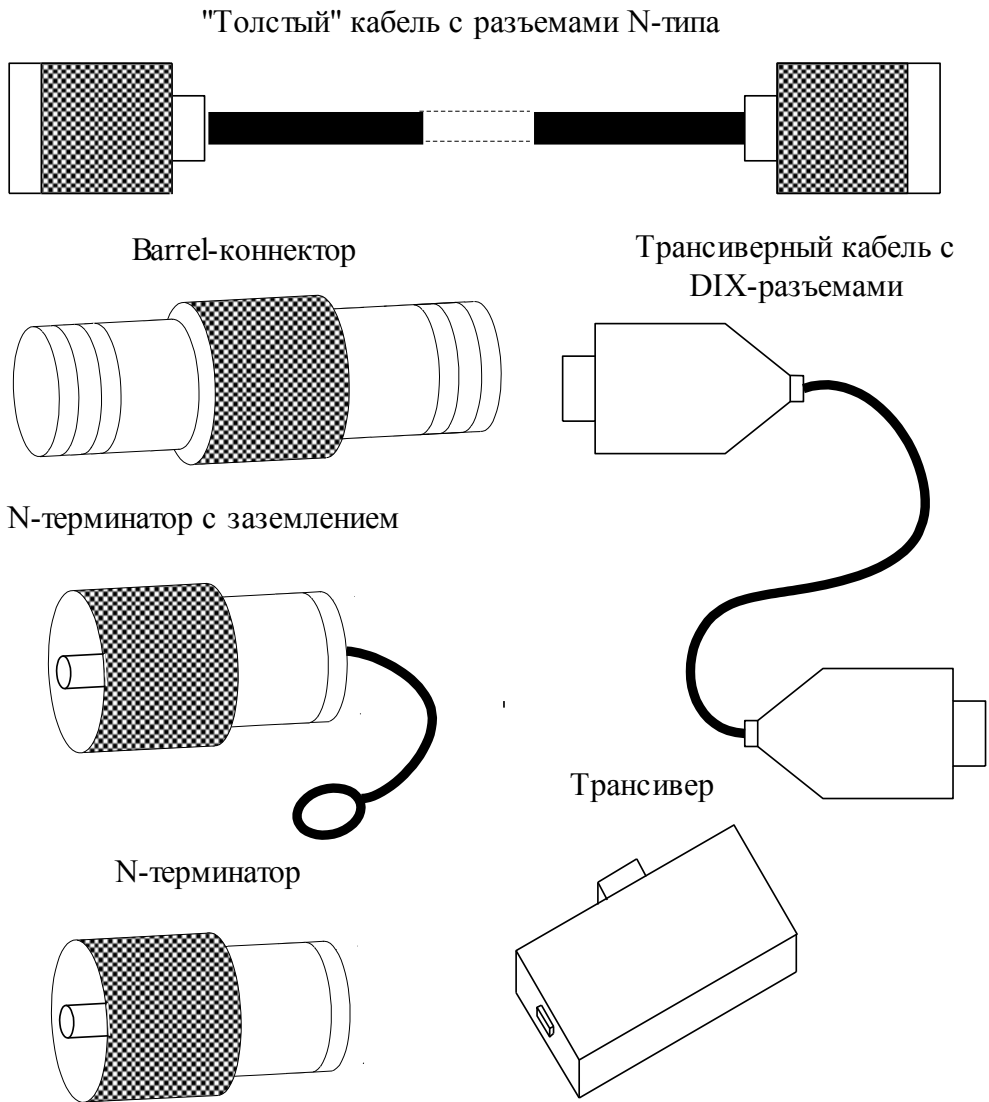 "Толстый" кабель с разъемами N-типа
Barrel-коннектор
Трансиверный кабель с
DIX-разъемами
N-терминатор с заземлением
Трансивер
N-терминатор